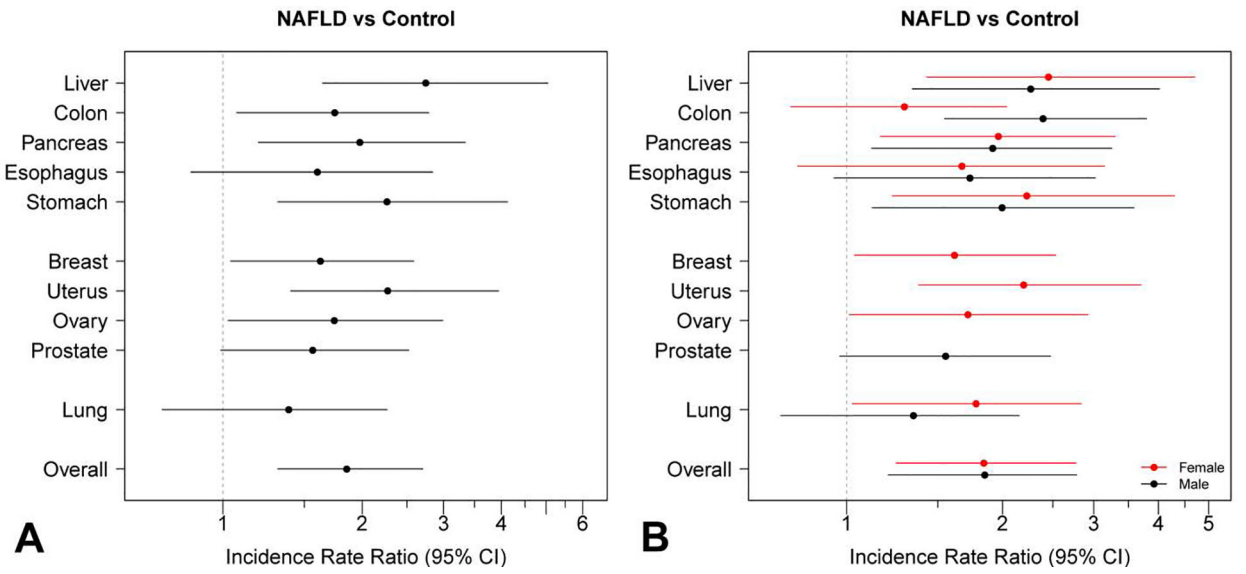 NAFLD vs Control
Liver
Colon
Pancreas
Esophagus
Stomach
Breast
Uterus
Ovary
Prostate
Lung
Overall
1 2 3 4 5 6
Incidence Rate Ratio (95% CI)
A
NAFLD vs Control
Liver
Colon
Pancreas
Esophagus
Stomach
Breast
Uterus
Ovary
Prostate
Lung
Overall
Female
Male
1 2 3 4 5
Incidence Rate Ratio (95% CI)
B